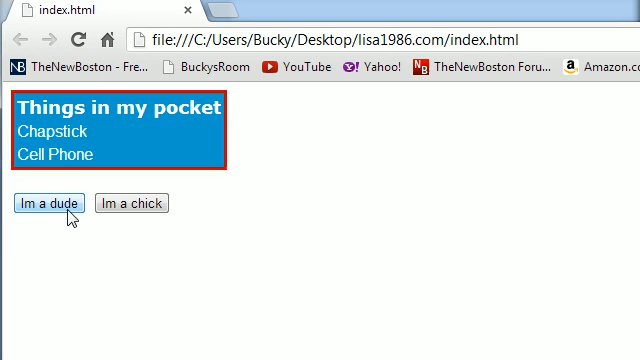 index.html
file:///C:/Users/Bucky/Desktop/lisa1986.com/index.html
TheNewBoston - Fre... BuckysRoom YouTube Yahoo! TheNewBoston Foru... Amazon.co
Things in my pocket
Chapstick
Cell Phone
Im a dude Im a chick